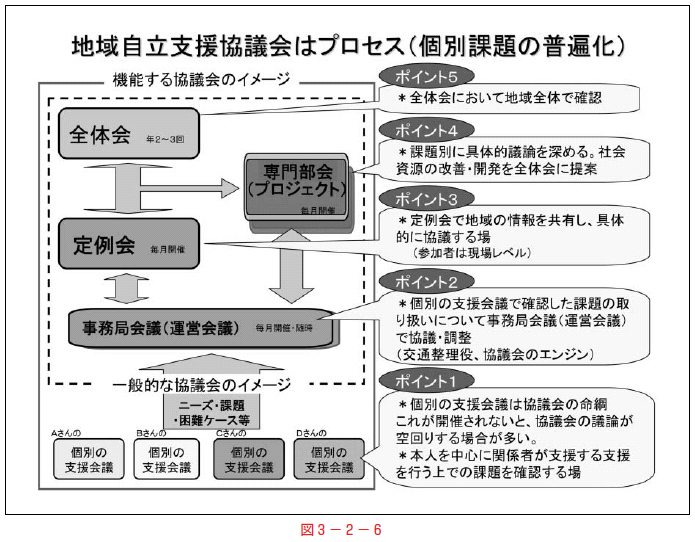 地域自立支援協議会はプロセス（個別課題の普遍化）
機能する協議会のイメージ
全体会 年2～3回
専門部会
（プロジェクト）
毎月開催
定例会 毎月開催
事務局会議（運営会議） 毎月開催・随時
一般的な協議会のイメージ
ニーズ・課題
・困難ケース等
Aさんの
個別の
支援会議
Bさんの
個別の
支援会議
Cさんの
個別の
支援会議
Dさんの
個別の
支援会議
ポイント5
＊全体会において地域全体で確認
ポイント4
＊課題別に具体的議論を深める。社会
資源の改善・開発を全体会に提案
ポイント3
＊定例会で地域の情報を共有し、具体
的に協議する場
（参加者は現場レベル）
ポイント2
＊個別の支援会議で確認した課題の取
り扱いについて事務局会議（運営会議）
で協議・調整
（交通整理役、協議会のエンジン）
ポイント1
＊個別の支援会議は協議会の命綱
これが開催されないと、協議会の議論が
空回りする場合が多い。
＊本人を中心に関係者が支援する支援
を行う上での課題を確認する場
図3－2－6